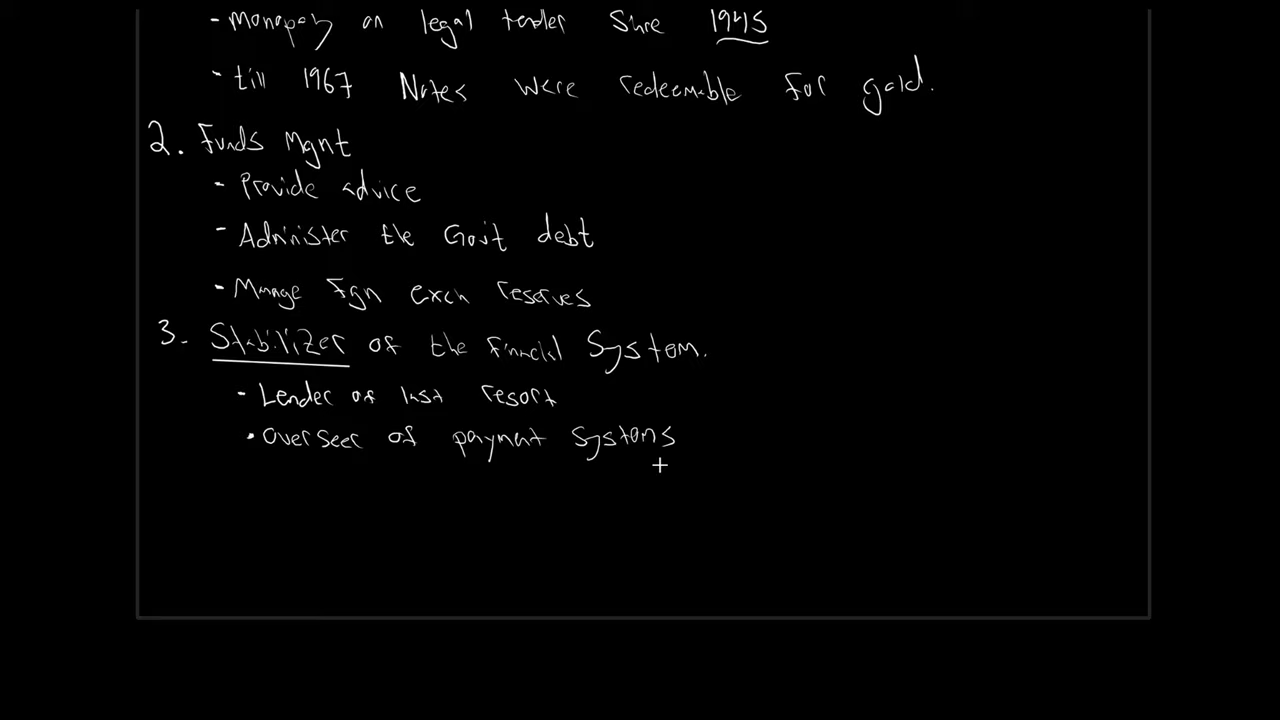 - Monopoly on legal tender Since 1945
- till 1967 Notes were redeemable for gold.
2. Funds Mgnt
- Provide advice
- Administer the Gov't debt
- Manage Fgn exch reserves
3. Stabilizer of the financial System.
- Lender of last resort
- Overseer of payment Systems